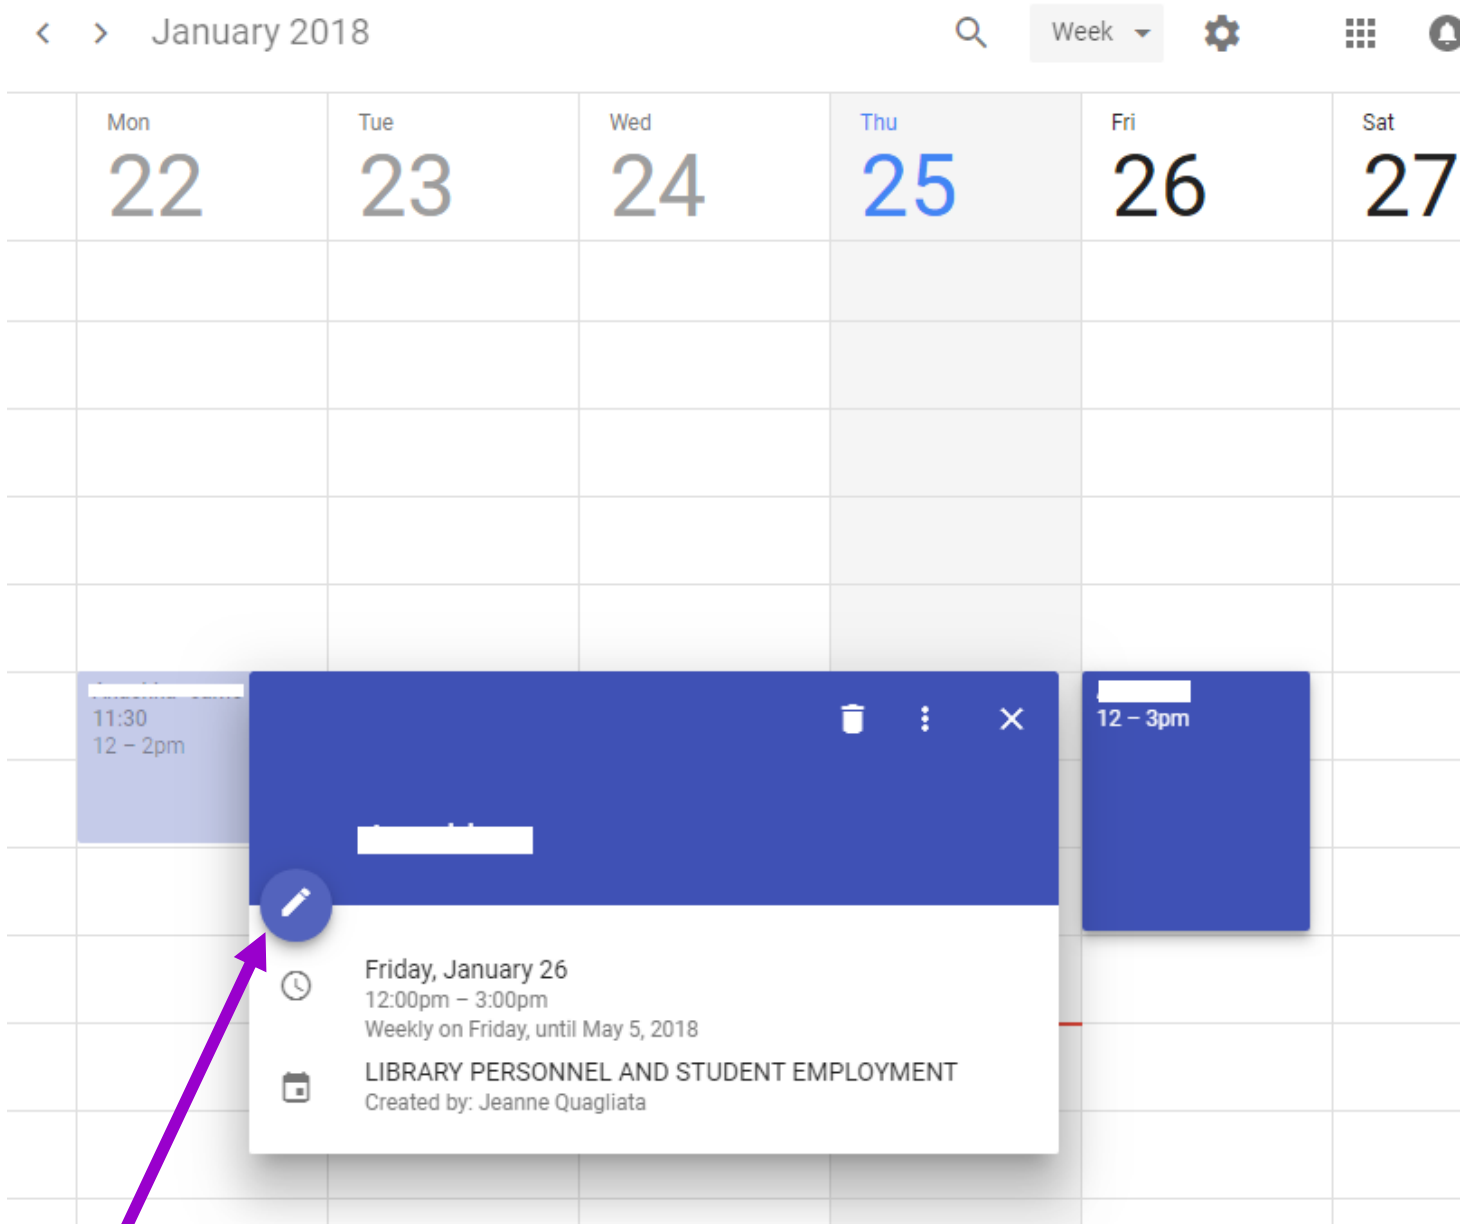 January 2018
Week
Mon
22
Tue
23
Wed
24
Thu
25
Fri
26
Sat
27
11:30
12 – 2pm
12 – 3pm
Friday, January 26
12:00pm – 3:00pm
Weekly on Friday, until May 5, 2018
LIBRARY PERSONNEL AND STUDENT EMPLOYMENT
Created by: Jeanne Quagliata